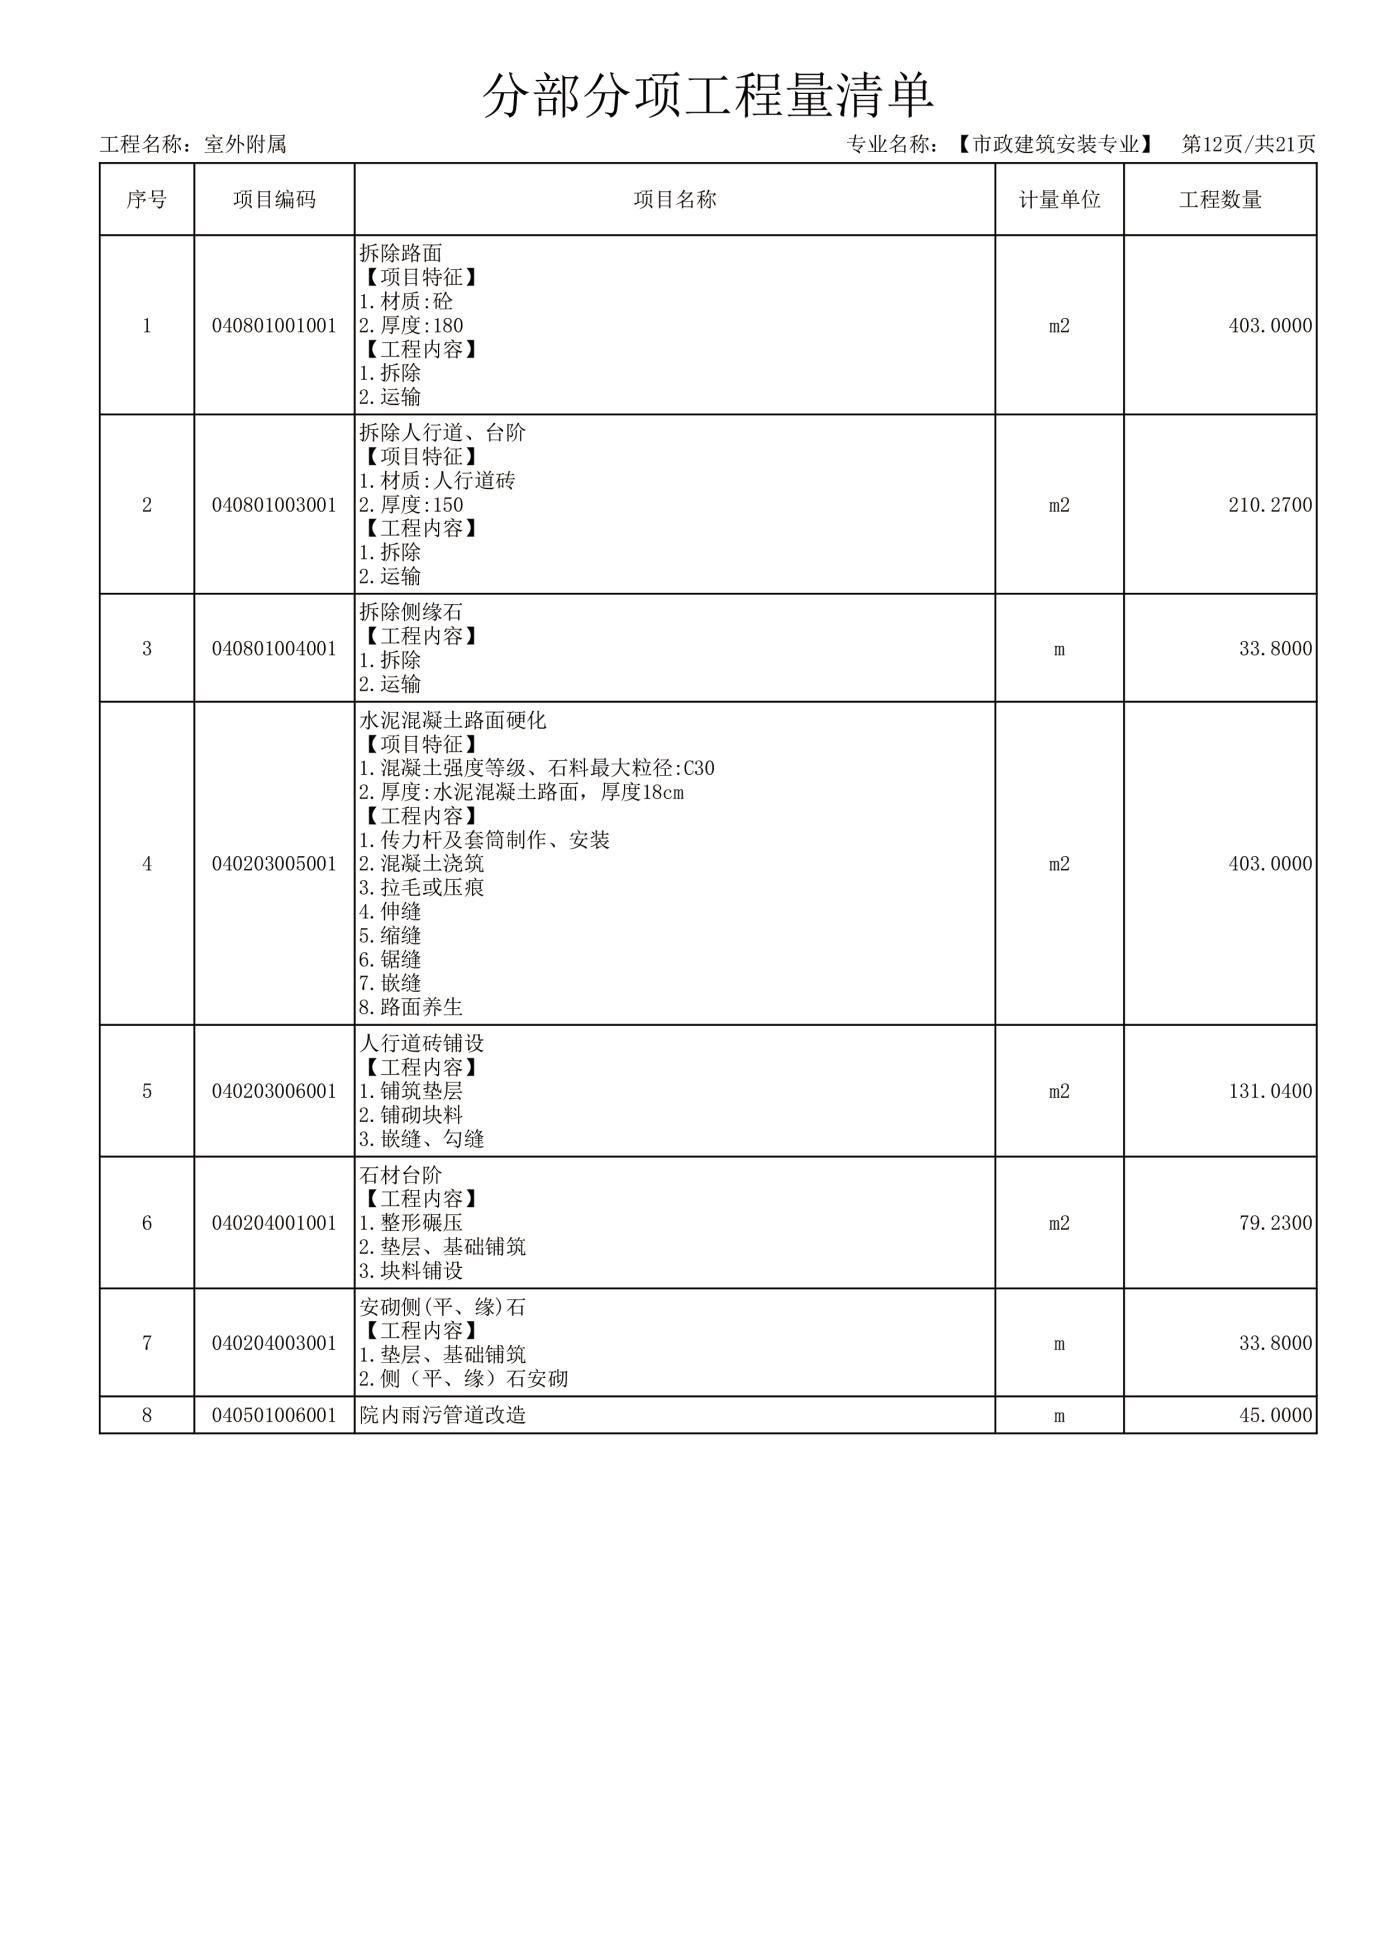 分部分项工程量清单
工程名称：室外附属 专业名称：【市政建筑安装专业】 第12页/共21页
序号 项目编码 项目名称 计量单位 工程数量
拆除路面
【项目特征】
1.材质:砼
1 040801001001 2.厚度:180 m2 403.0000
【工程内容】
1.拆除
2.运输
拆除人行道、台阶
【项目特征】
1.材质:人行道砖
2 040801003001 2.厚度:150 m2 210.2700
【工程内容】
1.拆除
2.运输
拆除侧缘石
【工程内容】
3 040801004001 1.拆除 m 33.8000
2.运输
水泥混凝土路面硬化
【项目特征】
1.混凝土强度等级、石料最大粒径:C30
2.厚度:水泥混凝土路面，厚度18cm
【工程内容】
1.传力杆及套筒制作、安装
4 040203005001 2.混凝土浇筑 m2 403.0000
3.拉毛或压痕
4.伸缝
5.缩缝
6.锯缝
7.嵌缝
8.路面养生
人行道砖铺设
【工程内容】
5 040203006001 1.铺筑垫层 m2 131.0400
2.铺砌块料
3.嵌缝、勾缝
石材台阶
【工程内容】
6 040204001001 1.整形碾压 m2 79.2300
2.垫层、基础铺筑
3.块料铺设
安砌侧(平、缘)石
【工程内容】
7 040204003001 1.垫层、基础铺筑 m 33.8000
2.侧（平、缘）石安砌
8 040501006001 院内雨污管道改造 m 45.0000